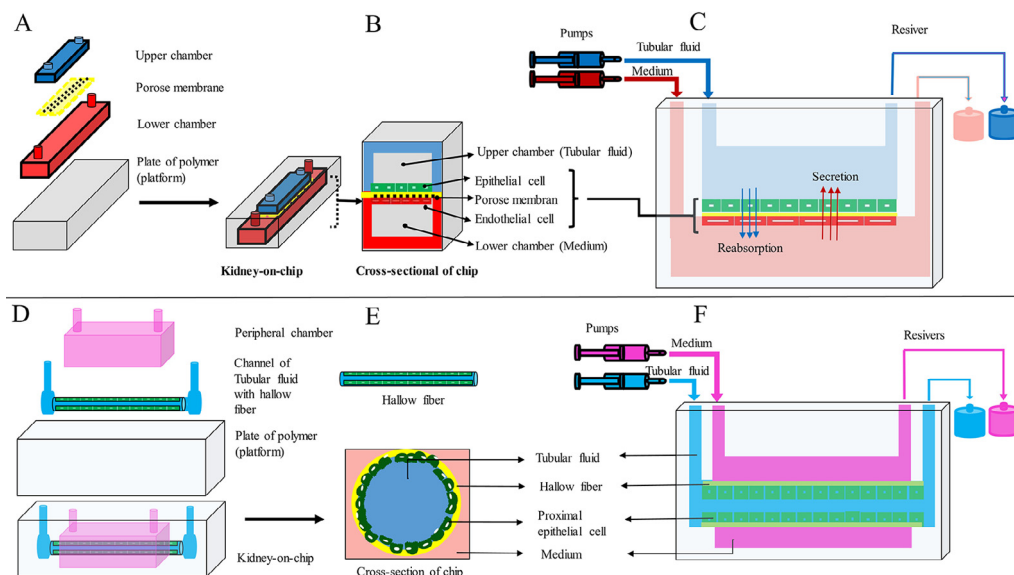 A
Upper chamber
Porose membrane
Lower chamber
Plate of polymer
(platform)
Kidney-on-chip
B
Upper chamber (Tubular fluid)
Epithelial cell
Porose membran
Endothelial cell
Lower chamber (Medium)
Cross-sectional of chip
C
Pumps
Tubular fluid
Medium
Resiver
Secretion
Reabsorption
D
Peripheral chamber
Channel of
Tubular fluid
with hallow
fiber
Plate of polymer
(platform)
Kidney-on-chip
E
Hallow fiber
Tubular fluid
Hallow fiber
Proximal
epithelial cell
Medium
Cross-section of chip
F
Pumps
Medium
Tubular fluid
Resivers